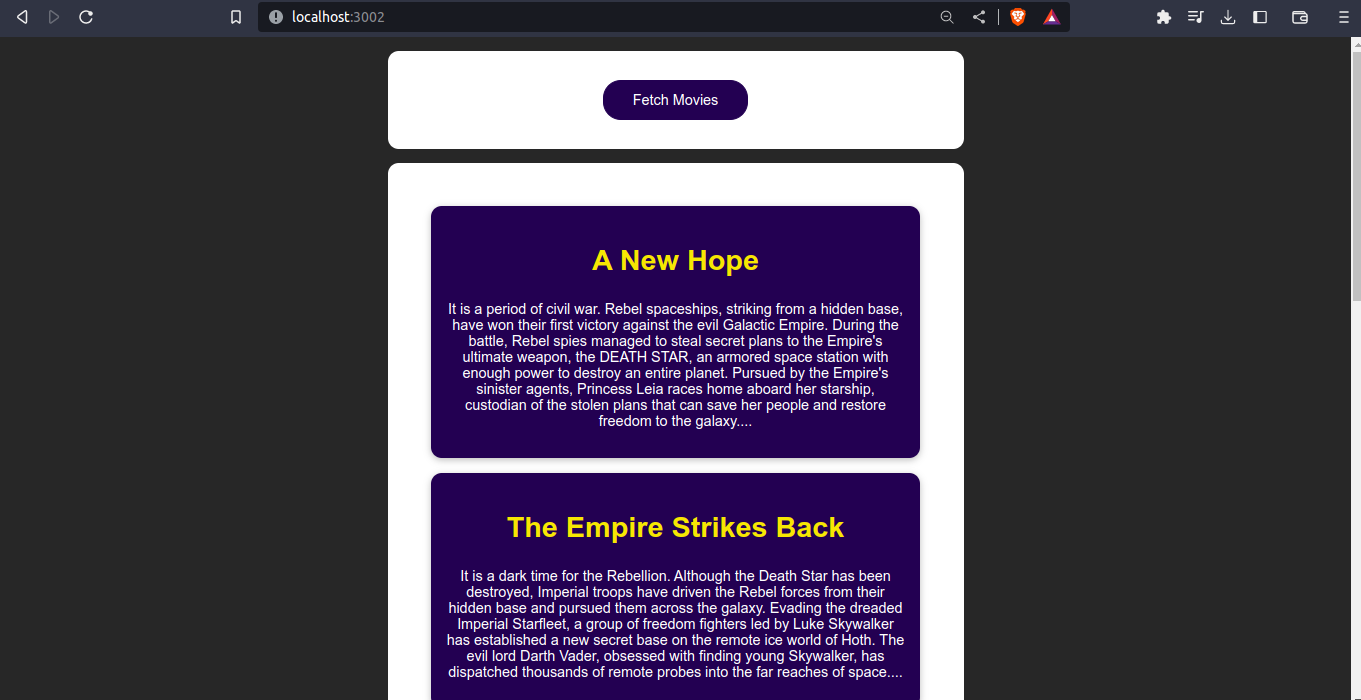 localhost:3002
Fetch Movies
A New Hope
It is a period of civil war. Rebel spaceships, striking from a hidden base,
have won their first victory against the evil Galactic Empire. During the
battle, Rebel spies managed to steal secret plans to the Empire's
ultimate weapon, the DEATH STAR, an armored space station with
enough power to destroy an entire planet. Pursued by the Empire's
sinister agents, Princess Leia races home aboard her starship,
custodian of the stolen plans that can save her people and restore
freedom to the galaxy....
The Empire Strikes Back
It is a dark time for the Rebellion. Although the Death Star has been
destroyed, Imperial troops have driven the Rebel forces from their
hidden base and pursued them across the galaxy. Evading the dreaded
Imperial Starfleet, a group of freedom fighters led by Luke Skywalker
has established a new secret base on the remote ice world of Hoth. The
evil lord Darth Vader, obsessed with finding young Skywalker, has
dispatched thousands of remote probes into the far reaches of space....